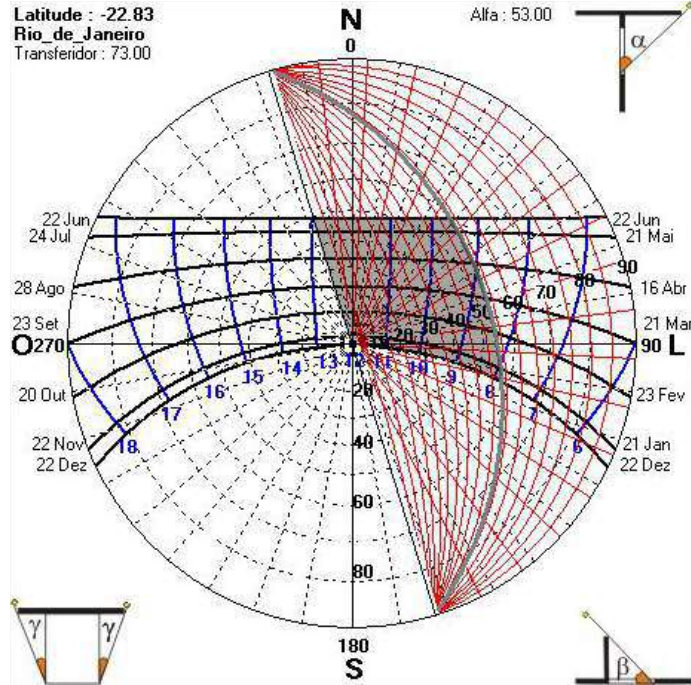 Latitude : -22.83
Rio_de_Janeiro
Transferidor : 73.00
N
0
Alfa : 53.00
α
22 Jun
24 Jul
28 Ago
23 Set
O 270
20 Out
22 Nov
22 Dez
22 Jun
21 Mai
16 Abr
21 Mar
90 L
23 Fev
21 Jan
22 Dez
90
80
70
60
50
40
30
20
18
17
16
15
14
13
12
11
10
9
7
20
40
60
80
180
S
γ
γ
β